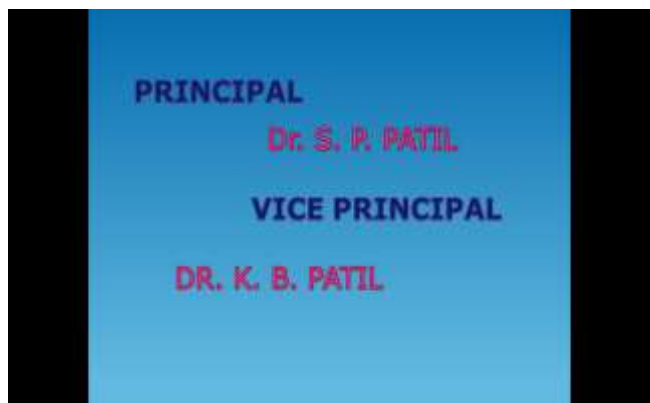 PRINCIPAL
Dr. S. P. PATIL
VICE PRINCIPAL
DR. K. B. PATIL